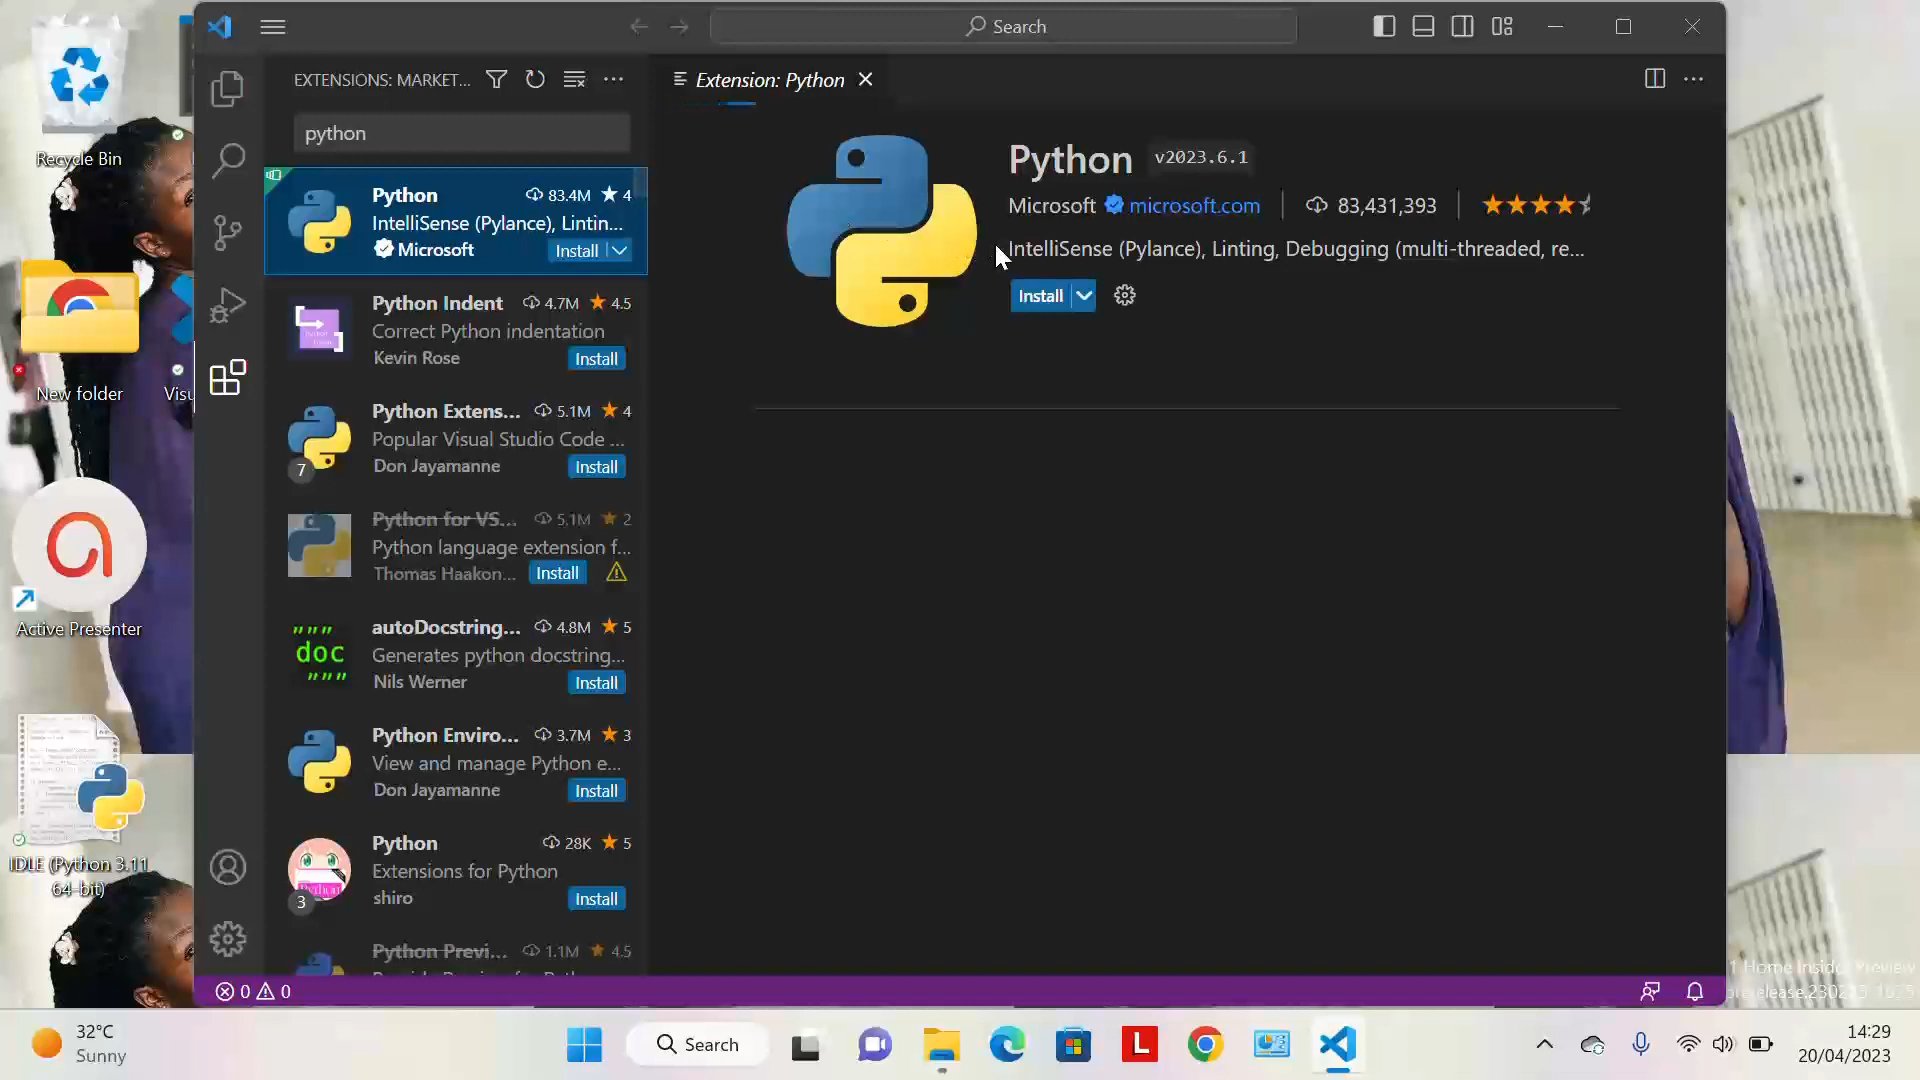 Search
EXTENSIONS: MARKET...
Extension: Python
python
Python 83.4M 4
IntelliSense (Pylance), Lintin...
Microsoft Install
Python Indent 4.7M 4.5
Correct Python indentation
Kevin Rose Install
Python Extens... 5.1M 4
Popular Visual Studio Code ...
7 Don Jayamanne Install
Python for VS... 5.1M 2
Python language extension f...
Thomas Haakon... Install
autoDocstring... 4.8M 5
""" doc """
Generates python docstring...
Nils Werner Install
Python Enviro... 3.7M 3
View and manage Python e...
Don Jayamanne Install
Python 28K 5
Extensions for Python
3 shiro Install
Python Previ... 1.1M 4.5
Python v2023.6.1
Microsoft microsoft.com 83,431,393
IntelliSense (Pylance), Linting, Debugging (multi-threaded, re...
Install
0 0
Recycle Bin
New folder
Visu
Active Presenter
IDLE (Python 3.11
64-bit)
32°C
Sunny
Search
L
14:29
20/04/2023